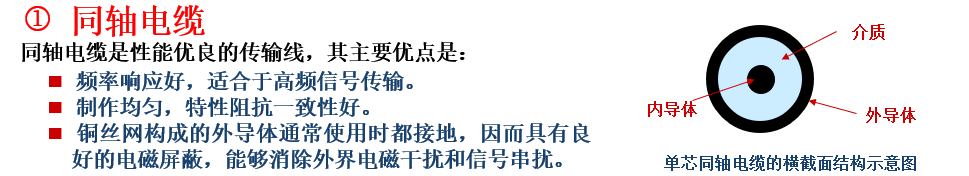 ① 同轴电缆
同轴电缆是性能优良的传输线，其主要优点是：
■ 频率响应好，适合于高频信号传输。
■ 制作均匀，特性阻抗一致性好。
■ 铜丝网构成的外导体通常使用时都接地，因而具有良
好的电磁屏蔽，能够消除外界电磁干扰和信号串扰。
介质
内导体
外导体
单芯同轴电缆的横截面结构示意图